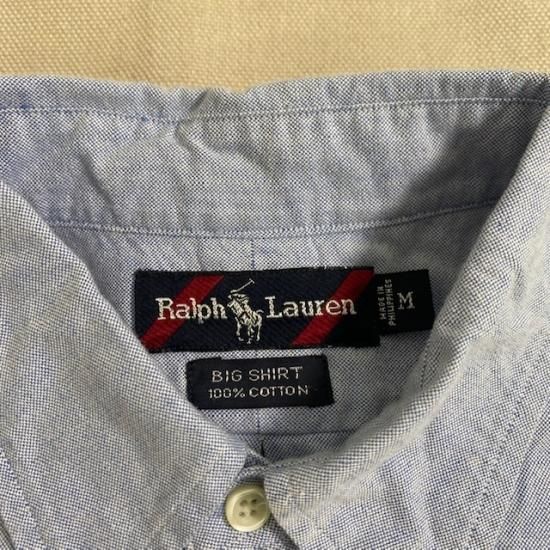 Ralph Lauren
MADE IN
PHILIPPINES
M
BIG SHIRT
100% COTTON